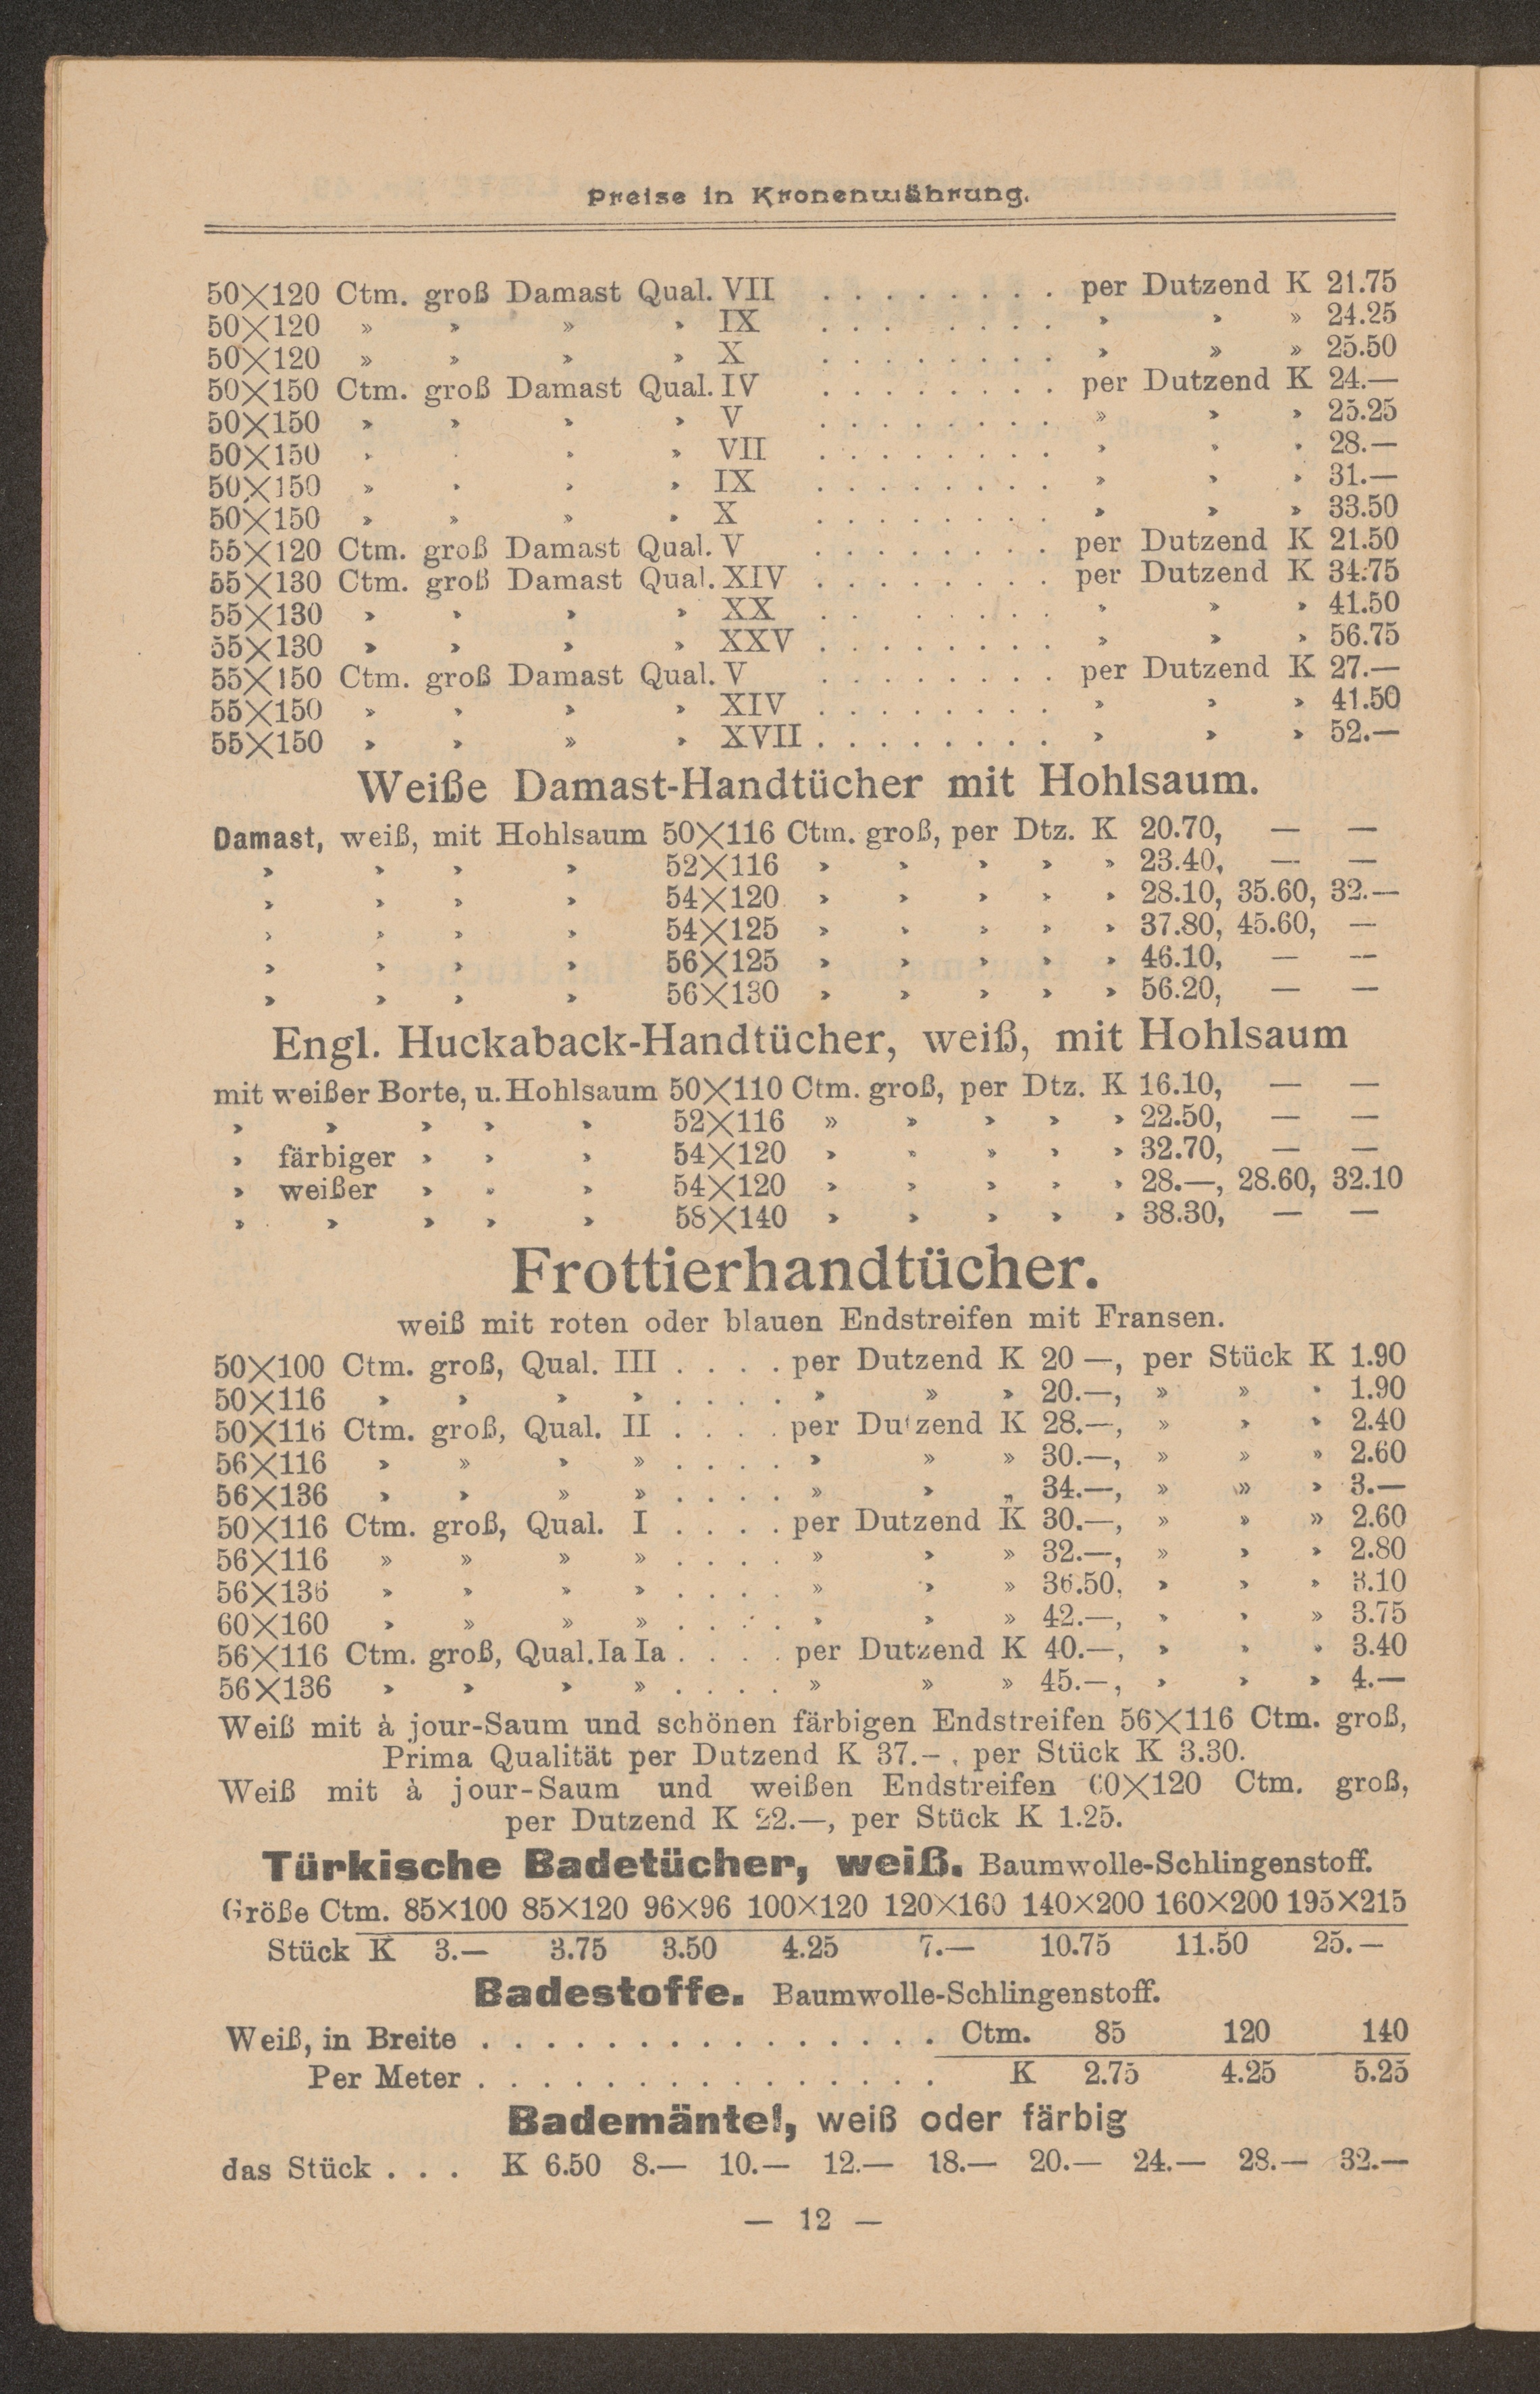 Preise in Kronenwährung.
50×120 Ctm. groß Damast Qual. VII . . . . . . . . per Dutzend K 21.75
50×120 » » » » IX . . . . . . . . » » » 24.25
50×120 » » » » X . . . . . . . . » » » 25.50
50×150 Ctm. groß Damast Qual. IV . . . . . . . . per Dutzend K 24.—
50×150 » » » » V . . . . . . . . » » » 25.25
50×150 » » » » VII . . . . . . . . » » » 28.—
50×150 » » » » IX . . . . . . . . » » » 31.—
50×150 » » » » X . . . . . . . . » » » 33.50
55×120 Ctm. groß Damast Qual. V . . . . . . . . per Dutzend K 21.50
55×130 Ctm. groß Damast Qual. XIV . . . . . . . . per Dutzend K 34.75
55×130 » » » » XX . . . . . . . . » » » 41.50
55×130 » » » » XXV . . . . . . . . » » » 56.75
55×150 Ctm. groß Damast Qual. V . . . . . . . . per Dutzend K 27.—
55×150 » » » » XIV . . . . . . . . » » » 41.50
55×150 » » » » XVII . . . . . . . . » » » 52.—
Weiße Damast-Handtücher mit Hohlsaum.
Damast, weiß, mit Hohlsaum 50×116 Ctm. groß, per Dtz. K 20.70, — —
» » » » 52×116 » » » » » 23.40, — —
» » » » 54×120 » » » » » 28.10, 35.60, 32.—
» » » » 54×125 » » » » » 37.80, 45.60, —
» » » » 56×125 » » » » » 46.10, — —
» » » » 56×130 » » » » » 56.20, — —
Engl. Huckaback-Handtücher, weiß, mit Hohlsaum
mit weißer Borte, u. Hohlsaum 50×110 Ctm. groß, per Dtz. K 16.10, — —
» » » » » 52×116 » » » » » 22.50, — —
» färbiger » » » 54×120 » » » » » 32.70, — —
» weißer » » » 54×120 » » » » » 28.—, 28.60, 32.10
» » » » » 58×140 » » » » » 38.30, — —
Frottierhandtücher.
weiß mit roten oder blauen Endstreifen mit Fransen.
50×100 Ctm. groß, Qual. III . . . . per Dutzend K 20 —, per Stück K 1.90
50×116 » » » » . . . . » » » 20.—, » » » 1.90
50×116 Ctm. groß, Qual. II . . . . per Dutzend K 28.—, » » » 2.40
56×116 » » » » . . . . » » » 30.—, » » » 2.60
56×136 » » » » . . . . » » „ 34.—, » » » 3.—
50×116 Ctm. groß, Qual. I . . . . per Dutzend K 30.—, » » » 2.60
56×116 » » » » . . . . » » » 32.—, » » » 2.80
56×136 » » » » . . . . » » » 36.50, » » » 3.10
60×160 » » » » . . . . » » » 42.—, » » » 3.75
56×116 Ctm. groß, Qual. Ia Ia . . . . per Dutzend K 40.—, » » » 3.40
56×136 » » » » . . . . » » » 45.—, » » » 4.—
Weiß mit à jour-Saum und schönen färbigen Endstreifen 56×116 Ctm. groß,
Prima Qualität per Dutzend K 37.—, per Stück K 3.30.
Weiß mit à jour-Saum und weißen Endstreifen 60×120 Ctm. groß,
per Dutzend K 22.—, per Stück K 1.25.
Türkische Badetücher, weiß. Baumwolle-Schlingenstoff.
Größe Ctm. 85×100 85×120 96×96 100×120 120×160 140×200 160×200 195×215
Stück K 3.— 3.75 3.50 4.25 7.— 10.75 11.50 25.—
Badestoffe. Baumwolle-Schlingenstoff.
Weiß, in Breite . . . . . . . . . . . . . . . Ctm. 85 120 140
Per Meter . . . . . . . . . . . . . . . K 2.75 4.25 5.25
Bademäntel, weiß oder färbig
das Stück . . . K 6.50 8.— 10.— 12.— 18.— 20.— 24.— 28.— 32.—
— 12 —